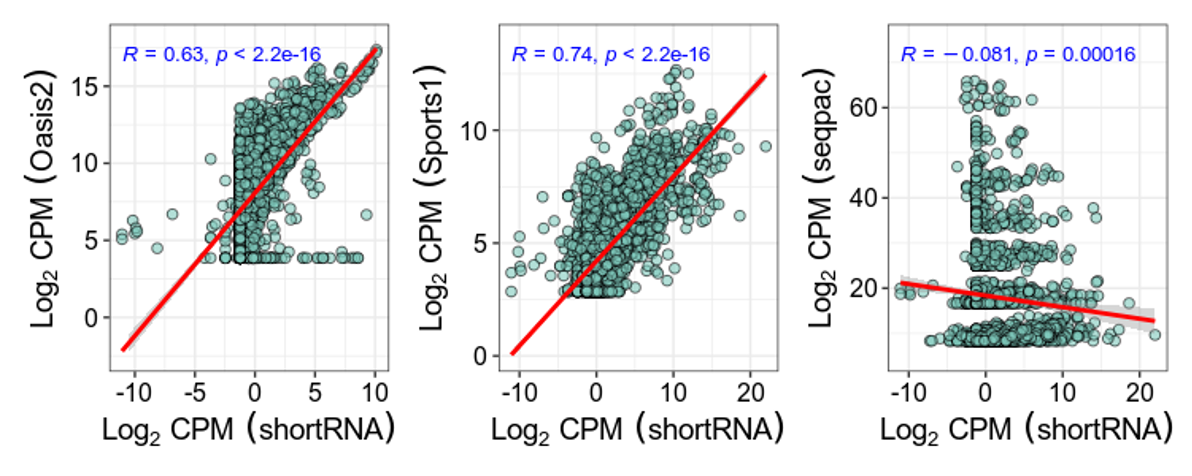 R = 0.63, p < 2.2e-16
Log2 CPM (Oasis2)
15
10
5
0
-10 -5 0 5 10
Log2 CPM (shortRNA)
R = 0.74, p < 2.2e-16
Log2 CPM (Sports1)
10
5
0
-10 0 10 20
Log2 CPM (shortRNA)
R = −0.081, p = 0.00016
Log2 CPM (seqpac)
60
40
20
-10 0 10 20
Log2 CPM (shortRNA)